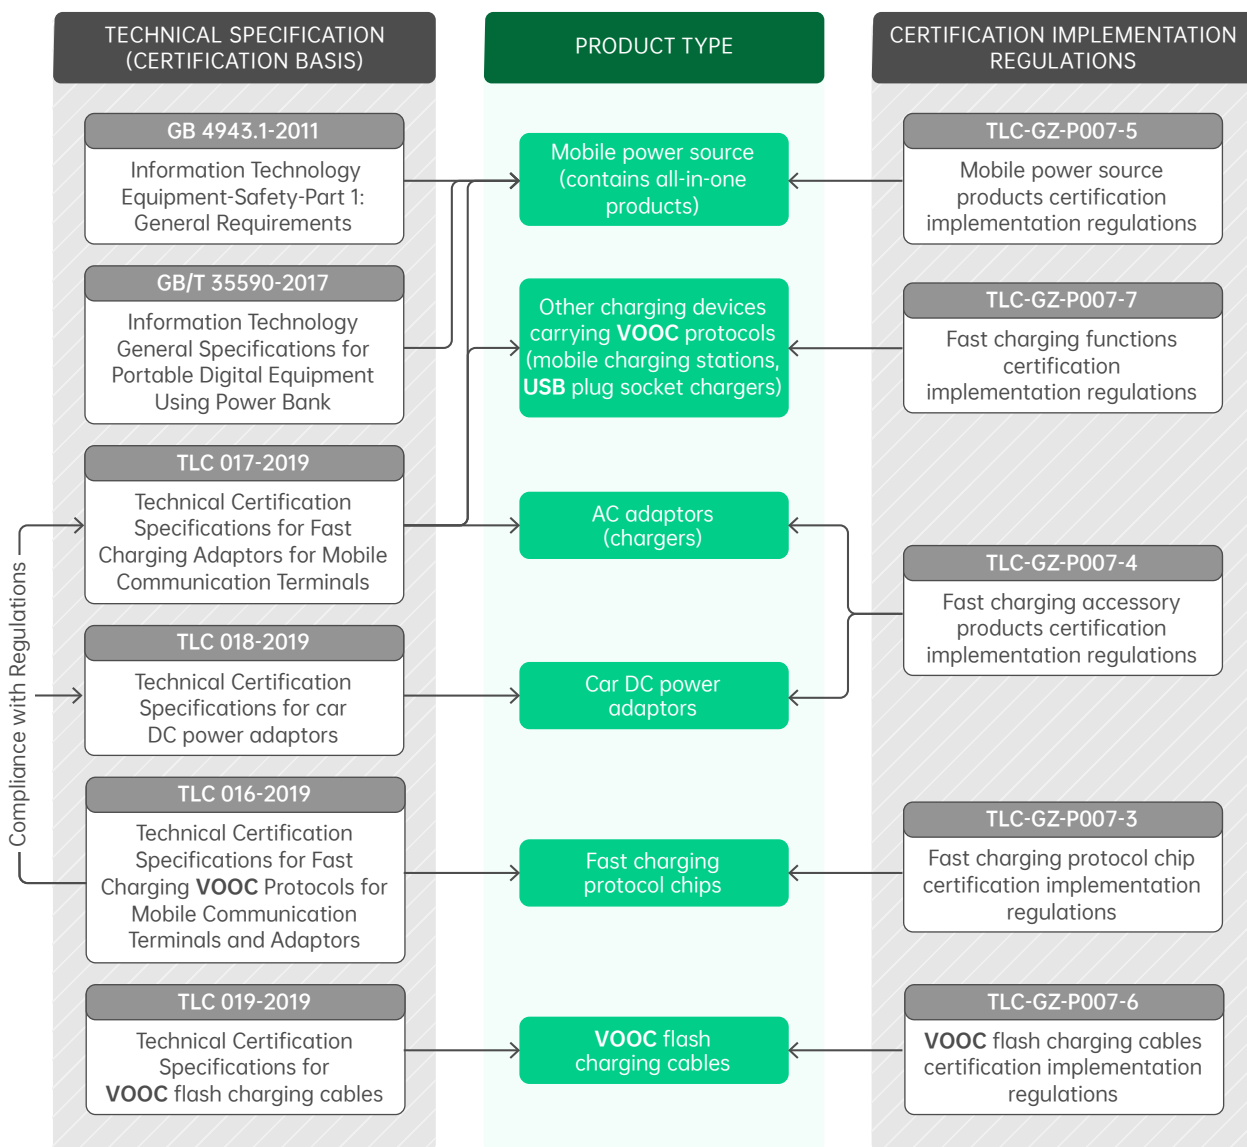 TECHNICAL SPECIFICATION
(CERTIFICATION BASIS)
GB 4943.1-2011
Information Technology
Equipment-Safety-Part 1:
General Requirements
GB/T 35590-2017
Information Technology
General Specifications for
Portable Digital Equipment
Using Power Bank
TLC 017-2019
Technical Certification
Specifications for Fast
Charging Adaptors for Mobile
Communication Terminals
TLC 018-2019
Technical Certification
Specifications for car
DC power adaptors
TLC 016-2019
Technical Certification
Specifications for Fast
Charging VOOC Protocols for
Mobile Communication
Terminals and Adaptors
TLC 019-2019
Technical Certification
Specifications for
VOOC flash charging cables
Compliance with Regulations
PRODUCT TYPE
Mobile power source
(contains all-in-one
products)
Other charging devices
carrying VOOC protocols
(mobile charging stations,
USB plug socket chargers)
AC adaptors
(chargers)
Car DC power
adaptors
Fast charging
protocol chips
VOOC flash
charging cables
CERTIFICATION IMPLEMENTATION
REGULATIONS
TLC-GZ-P007-5
Mobile power source
products certification
implementation regulations
TLC-GZ-P007-7
Fast charging functions
certification
implementation regulations
TLC-GZ-P007-4
Fast charging accessory
products certification
implementation regulations
TLC-GZ-P007-3
Fast charging protocol chip
certification implementation
regulations
TLC-GZ-P007-6
VOOC flash charging cables
certification implementation
regulations